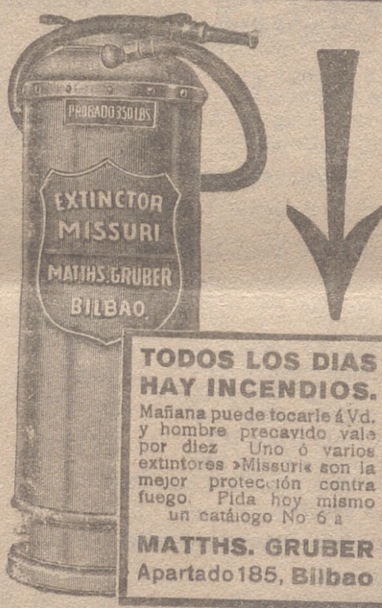 PROBADO 350 LBS
EXTINCTOR
MISSURI
MATTHS. GRUBER
BILBAO
TODOS LOS DIAS
HAY INCENDIOS.
Mañana puede tocarle á Vd.
y hombre precavido vale
por diez Uno ó varios
extintores »Missuri« son la
mejor protección contra
fuego. Pida hoy mismo
un catálogo No 6 a
MATTHS. GRUBER
Apartado 185, Bilbao